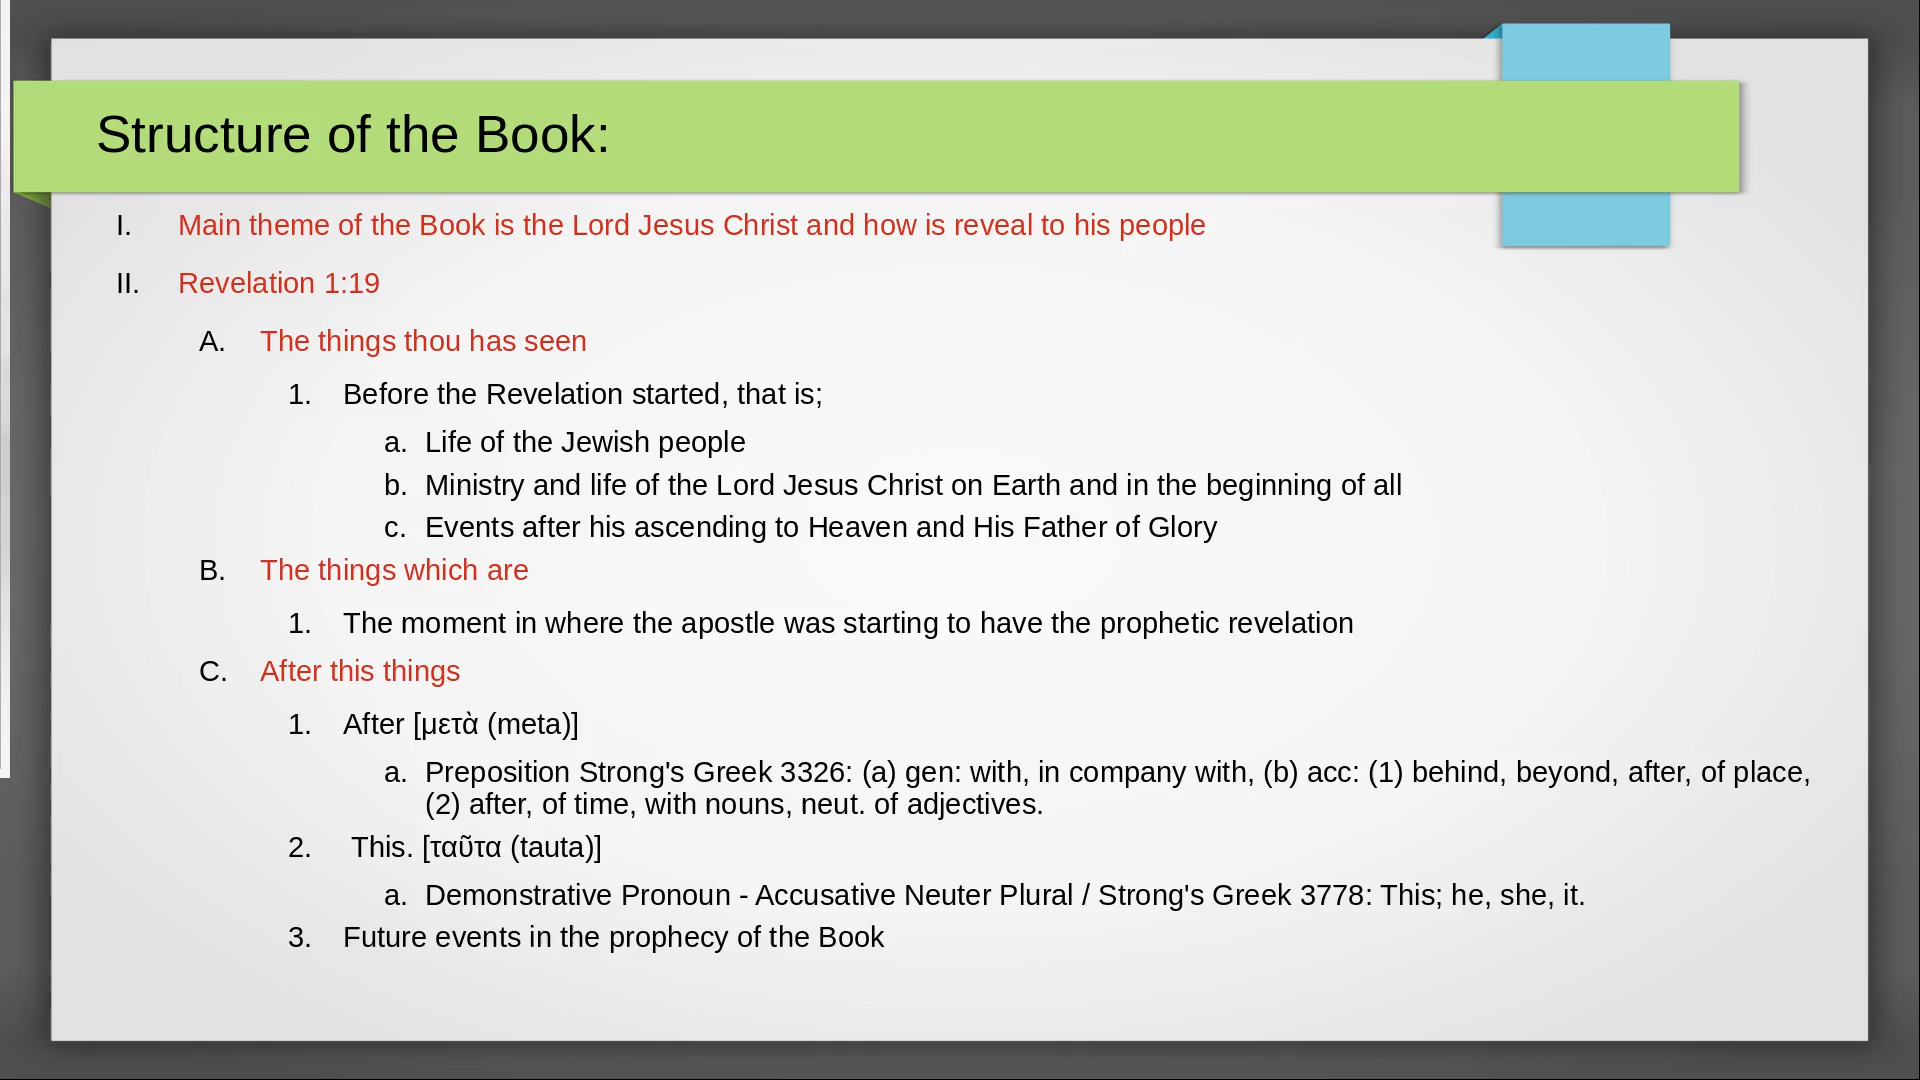 Structure of the Book:
I. Main theme of the Book is the Lord Jesus Christ and how is reveal to his people
II. Revelation 1:19
A. The things thou has seen
1. Before the Revelation started, that is;
a. Life of the Jewish people
b. Ministry and life of the Lord Jesus Christ on Earth and in the beginning of all
c. Events after his ascending to Heaven and His Father of Glory
B. The things which are
1. The moment in where the apostle was starting to have the prophetic revelation
C. After this things
1. After [μετὰ (meta)]
a. Preposition Strong's Greek 3326: (a) gen: with, in company with, (b) acc: (1) behind, beyond, after, of place,
(2) after, of time, with nouns, neut. of adjectives.
2. This. [ταῦτα (tauta)]
a. Demonstrative Pronoun - Accusative Neuter Plural / Strong's Greek 3778: This; he, she, it.
3. Future events in the prophecy of the Book